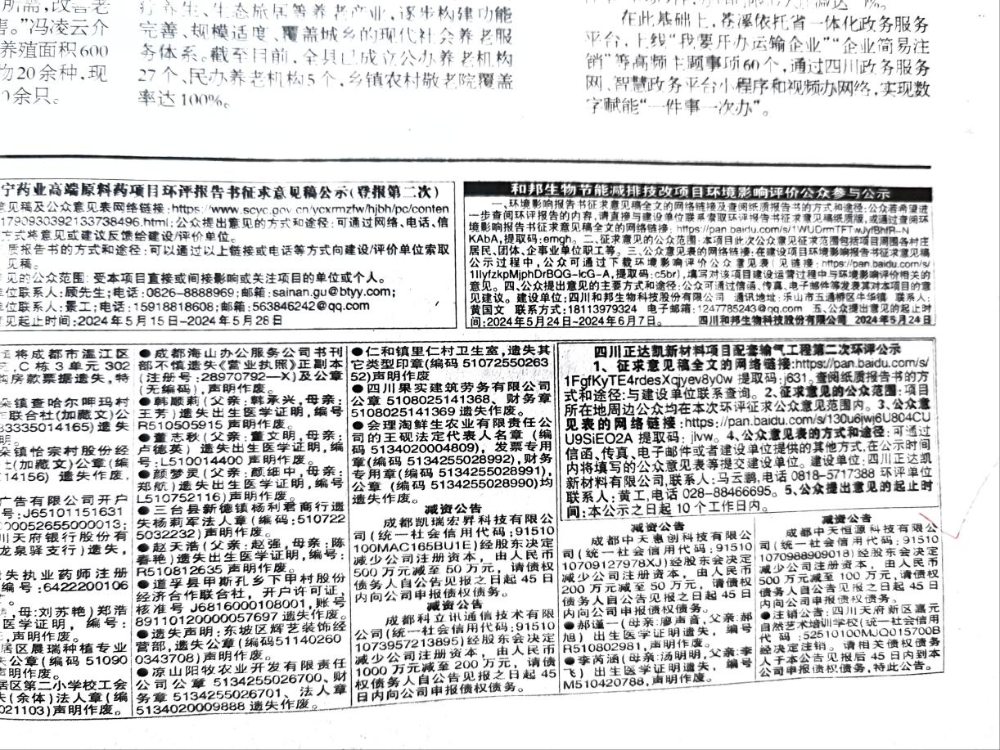 所需,改善老
害。”冯凌云介
养殖面积600
物20余种,现
0余只。
疗养生、生态旅居等养老产业,逐步构建功能
完善、规模适度、覆盖城乡的现代社会养老服
务体系。截至目前,全县已成立公办养老机构
27个、民办养老机构5个,乡镇农村敬老院覆盖
率达100%。
在此基础上,苍溪依托省一体化政务服务
平台,上线“我要开办运输企业”“企业简易注
销”等高频主题事项60个,通过四川政务服务
网、智慧政务平台小程序和视频办网络,实现数
字赋能“一件事一次办”。
宁药业高端原料药项目环评报告书征求意见稿公示(登报第二次)
意见稿及公众意见表网络链接:https://www.scyc.gov.cn/ycxrmzfw/hjbh/pc/conten
1790930392133738496.html;公众提出意见的方式和途径:可通过网络、电话、信
方式将意见或建议反馈给建设/评价单位。
质报告书的方式和途径:可以通过以上链接或电话等方式向建设/评价单位索取
见稿。
见的公众范围:受本项目直接或间接影响或关注项目的单位或个人。
位联系人:顾先生;电话:0826-8888969;邮箱:sainan.gu@btyy.com;
位联系人:景工;电话:15918818608;邮箱:563846242@qq.com
见起止时间:2024年5月15日-2024年5月28日
和邦生物节能减排技改项目环境影响评价公众参与公示
一、环境影响报告书征求意见稿全文的网络链接及查阅纸质报告书的方式和途径:公众若希望进
一步查阅环评报告的内容,请直接与建设单位联系索取环评报告征求意见稿纸质版,或通过查阅环
境影响报告书征求意见稿全文的网络链接:https://pan.baidu.com/s/1WUDrmTFTwJyfBhfR-N
KAbA,提取码:emgh。二、征求意见的公众范围:本项目此次公众意见征求范围包括项目周围各村庄
居民、团体、企事业单位职工等。三、公众意见表的网络链接:在建设项目环境影响报告书征求意见稿
公示过程中,公众可通过下载环境影响评价公众意见表(见链接:https://pan.baidu.com/s/
1IlyfzkpMjphDrBQG-IcG-A,提取码:c5br),填写对该项目建设运营过程中与环境影响评价相关的
意见。四、公众提出意见的主要方式和途径:公众可通过信函、传真、电子邮件等发表其对本项目的意
见建议。建设单位:四川和邦生物科技股份有限公司 通讯地址:乐山市五通桥区牛华镇 联系人:
黄国文 联系方式:18113979324 电子邮箱:1247785243@qq.com 五、公众提出意见的起止时
间:2024年5月24日-2024年6月7日。 四川和邦生物科技股份有限公司 2024年5月24日
将成都市温江区
,C栋3单元302
购房款票据遗失,特
朵镇查哈尔呷玛村
作联合社(加藏文)公
33335014165)遗失
明。
朵镇恰宗村股份经
社(加藏文)公章(编
14156)遗失作废。
广告有限公司开户
号:J65101151631
00052655000013;
川天府银行股份有
龙泉驿支行)遗失,
失执业药师注册
编号:6422200106
。
,母:刘苏艳)郑浩
医学证明,编号:
,声明作废。
居区晨瑞种植专业
失公章(编码51090
声明作废。
居区第二小学校工会
失(余体)法人章(编
021103)声明作废。
●成都海山办公服务公司书刊
部不慎遗失《营业执照》正副本
(注册号:28970792—X)及公章
(无编码),声明作废。
●韩顺莉(父亲:韩承兴,母亲:
王芳)遗失出生医学证明,编号
R510505915声明作废。
●董志秋(父亲:董文明,母亲:
卢德英)遗失出生医学证明,编
号:L510014400声明作废。
●颜梦灵(父亲:颜细中,母亲:
郑航)遗失出生医学证明,编号
L510752116)声明作废。
●三台县新德镇杨利君商行遗
失杨莉军法人章(编码:510722
5032232)声明作废。
●赵天浩(父亲:赵强,母亲:陈
春艳)遗失出生医学证明,编号:
R510812635声明作废。
●道孚县甲斯孔乡下甲村股份
经济合作联合社,开户许可证,
核准号J6816000108001,账号
89110120000057697遗失作废。
●遗失声明:东坡区辉艺装饰经
营部,遗失公章(编码51140260
0343708)声明作废。
●凉山阳牧农业开发有限责任
公司公章5134255026700、财
务章5134255026701、法人章
5134020009888遗失作废。
●仁和镇里仁村卫生室,遗失其
它类型印章(编码51072550263
52)声明作废
●四川果实建筑劳务有限公司
公章5108025141368、财务章
5108025141369遗失作废。
●会理淘鲜生农业有限责任公
司的王砚法定代表人名章(编
码5134020004809),发票专用
章(编码5134255028992),财务
专用章(编码5134255028991),
公章(编码5134255028990)均
遗失作废。
减资公告
成都凯瑞宏昇科技有限公
司(统一社会信用代码:91510
100MAC165BU1E)经股东决定
减少公司注册资本,由人民币
500万元减至50万元,请债权
债务人自公告见报之日起45日
内向公司申报债权债务。
减资公告
成都科立讯通信技术有限
公司(统一社会信用代码:91510
1073957213895)经股东会决定
减少公司注册资本,由人民币
1000万元减至200万元,请债
权债务人自公告见报之日起45
日内向公司申报债权债务。
四川正达凯新材料项目配套输气工程第二次环评公示
1、征求意见稿全文的网络链接:https://pan.baidu.com/s/
1FgfKyTE4rdesXqjyev8y0w 提取码:j631。查阅纸质报告书的方
式和途径:与建设单位联系查询。2、征求意见的公众范围:项目
所在地周边公众均在本次环评征求公众意见范围内。3、公众意
见表的网络链接:https://pan.baidu.com/s/130u6jwj6U804CU
U9SiEO2A 提取码:jlvw。4、公众意见表的方式和途径:可通过
信函、传真、电子邮件或者建设单位提供的其他方式,在公示时间
内将填写的公众意见表等提交建设单位。建设单位:四川正达凯
新材料有限公司,联系人:马云鹏,电话0818-5717388 环评单位
联系人:黄工,电话 028-88466695。5、公众提出意见的起止时
间:本公示之日起10个工作日内。
减资公告
成都中天惠创科技有限公
司(统一社会信用代码:91510
10709127978XJ)经股东会决定
减少公司注册资本,由人民币
200万元减至50万元,请债权
债务人自公告见报之日起45日
内向公司申报债权债务。
●郝谨一(母亲:廖声音,父亲:郝
旭)出生医学证明遗失,编号
R510802981,声明作废。
●李芮涵(母亲:汤明明,父亲:李
飞)出生医学证明遗失,编号
M510420788,声明作废。
减资公告
成都中天恒源科技有限公
司(统一社会信用代码:91510
1070988909018)经股东会决定
减少公司注册资本,由人民币
500万元减至100万元,请债权
债务人自公告见报之日起45日
内向公司申报债权债务。
●注销公告:四川天府新区嘉元
自然艺术培训学校(统一社会信用
代码:52510100MJQ015700B
经决定注销。请相关债权债务
人于本公告见报后45日内到本
单位申报债权债务,特此公告。